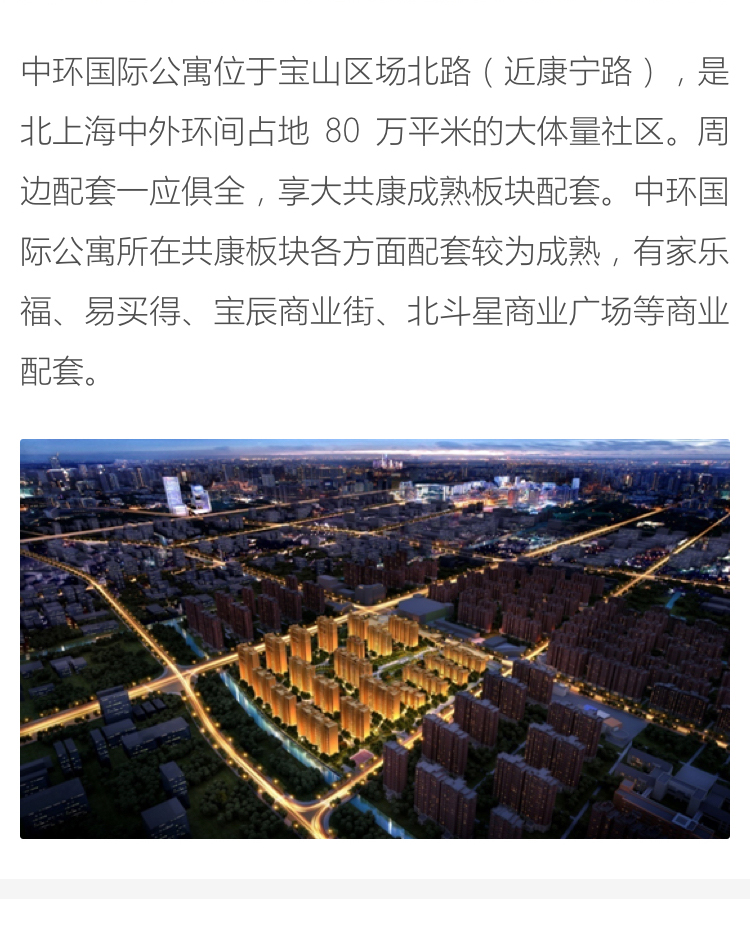 中环国际公寓位于宝山区场北路（近康宁路），是
北上海中外环间占地 80 万平米的大体量社区。周
边配套一应俱全，享大共康成熟板块配套。中环国
际公寓所在共康板块各方面配套较为成熟，有家乐
福、易买得、宝辰商业街、北斗星商业广场等商业
配套。